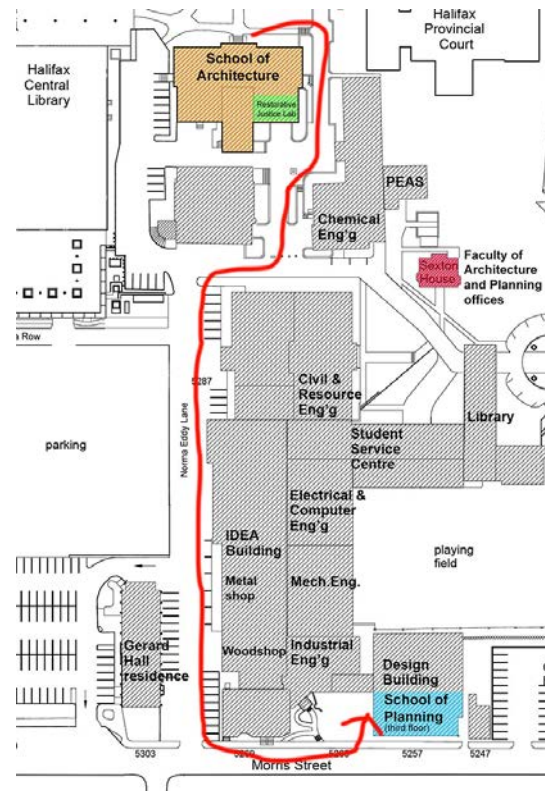 Halifax
Provincial
Court
Halifax
Central
Library
School of
Architecture
Restorative
Justice Lab
PEAS
Chemical
Eng'g
Sexton
House
Faculty of
Architecture
and Planning
offices
a Row
5287
Civil &
Resource
Eng'g
Library
Norma Eddy Lane
parking
Student
Service
Centre
Electrical &
Computer
Eng'g
IDEA
Building
playing
field
Metal
shop
Mech.Eng.
Gerard
Hall
residence
Woodshop
Industrial
Eng'g
Design
Building
School of
Planning
(third floor)
5303
5257
5247
Morris Street